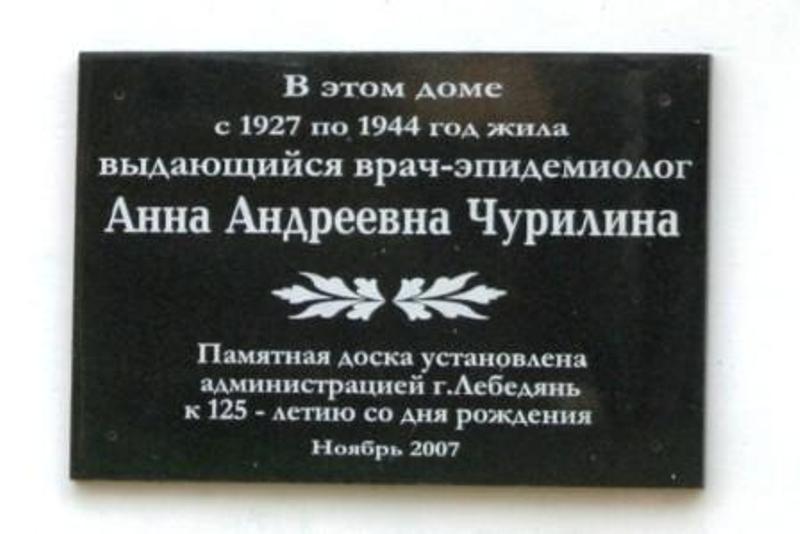 В этом доме
с 1927 по 1944 год жила
выдающийся врач-эпидемиолог
Анна Андреевна Чурилина
Памятная доска установлена
администрацией г.Лебедянь
к 125 - летию со дня рождения
Ноябрь 2007